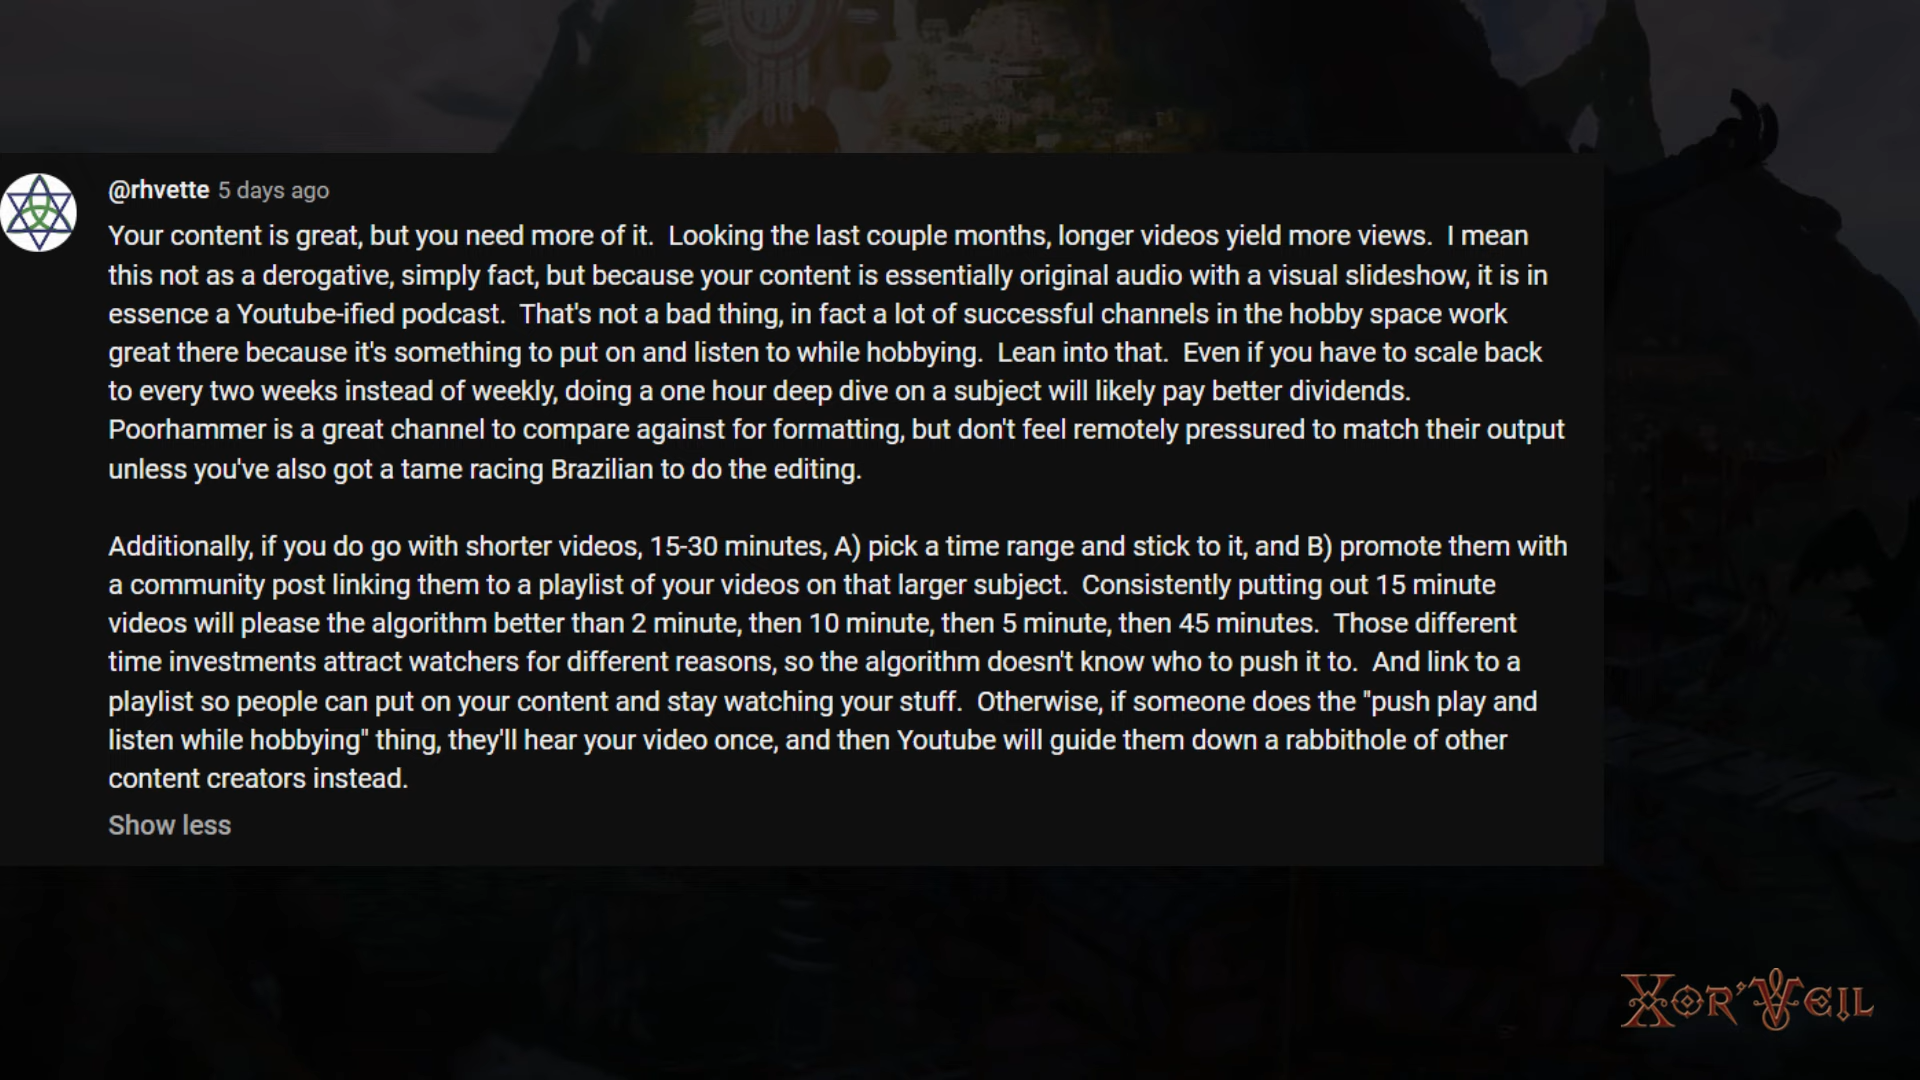 @rhvette 5 days ago
Your content is great, but you need more of it.  Looking the last couple months, longer videos yield more views.  I mean
this not as a derogative, simply fact, but because your content is essentially original audio with a visual slideshow, it is in
essence a Youtube-ified podcast.  That's not a bad thing, in fact a lot of successful channels in the hobby space work
great there because it's something to put on and listen to while hobbying.  Lean into that.  Even if you have to scale back
to every two weeks instead of weekly, doing a one hour deep dive on a subject will likely pay better dividends.
Poorhammer is a great channel to compare against for formatting, but don't feel remotely pressured to match their output
unless you've also got a tame racing Brazilian to do the editing.
Additionally, if you do go with shorter videos, 15-30 minutes, A) pick a time range and stick to it, and B) promote them with
a community post linking them to a playlist of your videos on that larger subject.  Consistently putting out 15 minute
videos will please the algorithm better than 2 minute, then 10 minute, then 5 minute, then 45 minutes.  Those different
time investments attract watchers for different reasons, so the algorithm doesn't know who to push it to.  And link to a
playlist so people can put on your content and stay watching your stuff.  Otherwise, if someone does the "push play and
listen while hobbying" thing, they'll hear your video once, and then Youtube will guide them down a rabbithole of other
content creators instead.
Show less
Xor'Veil